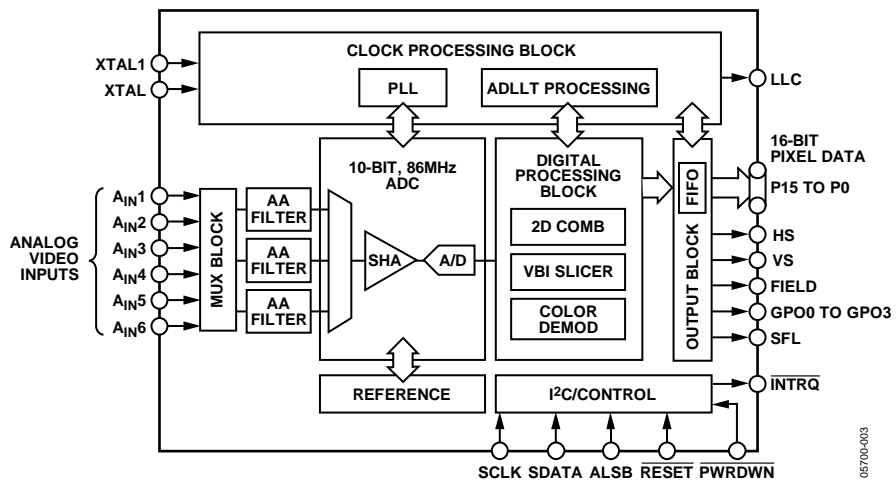 CLOCK PROCESSING BLOCK
XTAL1
XTAL
PLL
ADLLT PROCESSING
LLC
10-BIT, 86MHz
ADC
DIGITAL
PROCESSING
BLOCK
2D COMB
VBI SLICER
COLOR
DEMOD
FIFO
OUTPUT BLOCK
16-BIT
PIXEL DATA
P15 TO P0
ANALOG
VIDEO
INPUTS
AIN1
AIN2
AIN3
AIN4
AIN5
AIN6
MUX BLOCK
AA
FILTER
AA
FILTER
AA
FILTER
SHA
A/D
HS
VS
FIELD
GPO0 TO GPO3
SFL
REFERENCE
I2C/CONTROL
INTRQ
SCLK SDATA ALSB RESET PWRDWN
05700-003